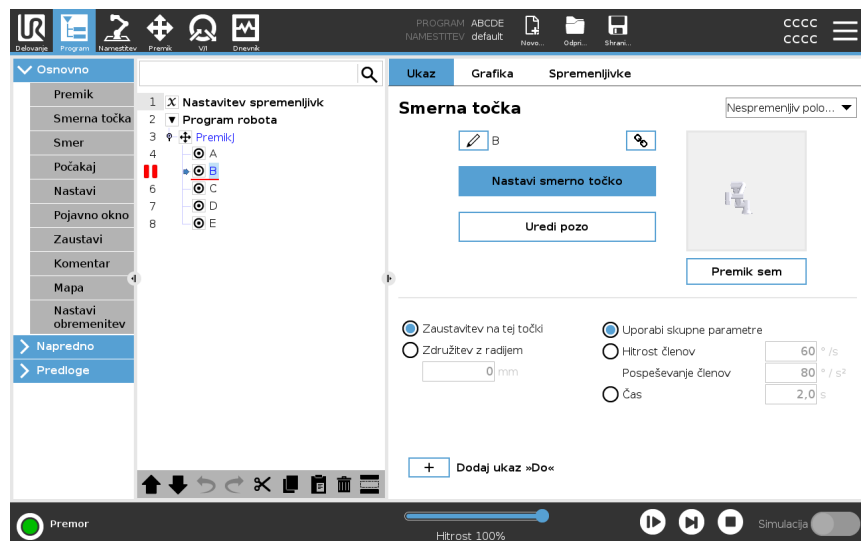 UR
PROGRAM ABCDE
NAMESTITEV default
Delovanje Program Namestitev Premik V/I Dnevnik
Novo... Odpri... Shrani...
CCCC
CCCC
Osnovno
Premik
Smerna točka
Smer
Počakaj
Nastavi
Pojavno okno
Zaustavi
Komentar
Mapa
Nastavi
obremenitev
Napredno
Predloge
1 X Nastavitev spremenljivk
2 Program robota
3 PremikJ
4 A
B
6 C
7 D
8 E
Ukaz Grafika Spremenljivke
Smerna točka
Nespremenljiv polo...
B
Nastavi smerno točko
Uredi pozo
Premik sem
Zaustavitev na tej točki
Združitev z radijem
0 mm
Uporabi skupne parametre
Hitrost členov 60 ° /s
Pospeševanje členov 80 ° / s²
Čas 2,0 s
+ Dodaj ukaz »Do«
Premor
Hitrost 100%
Simulacija